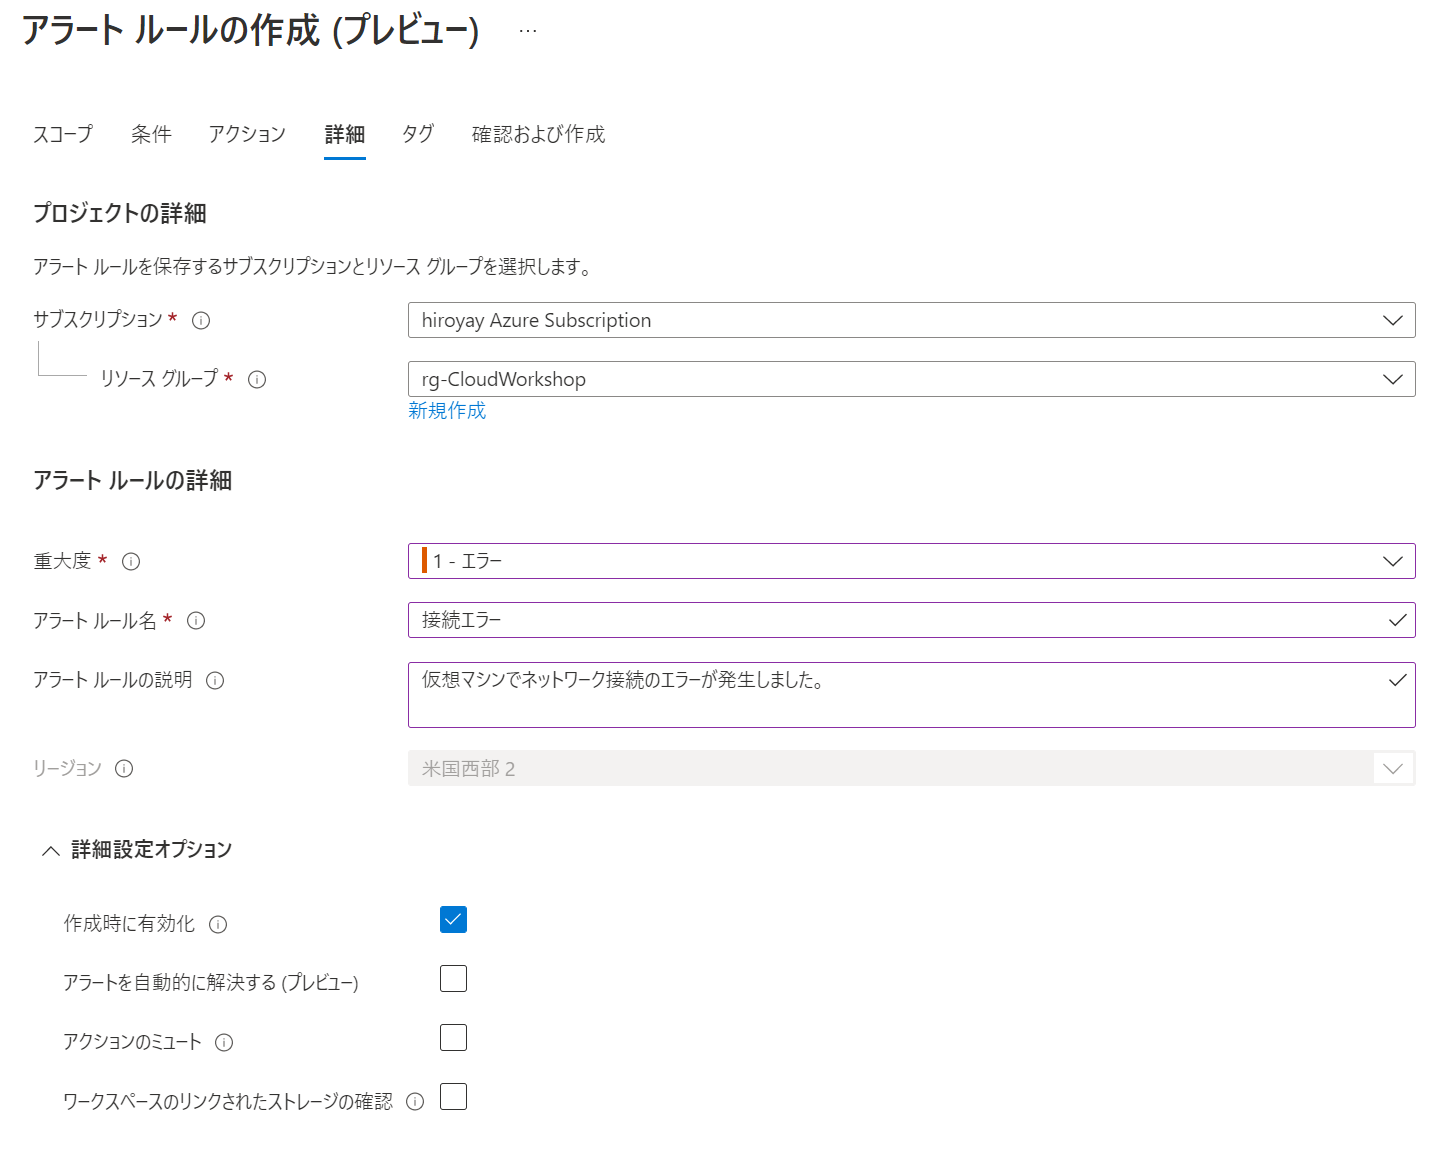 アラート ルールの作成 (プレビュー) …
スコープ 条件 アクション 詳細 タグ 確認および作成
プロジェクトの詳細
アラート ルールを保存するサブスクリプションとリソース グループを選択します。
サブスクリプション * hiroyay Azure Subscription
リソース グループ * rg-CloudWorkshop
新規作成
アラート ルールの詳細
重大度 * 1 - エラー
アラート ルール名 * 接続エラー
アラート ルールの説明 仮想マシンでネットワーク接続のエラーが発生しました。
リージョン 米国西部 2
詳細設定オプション
作成時に有効化
アラートを自動的に解決する (プレビュー)
アクションのミュート
ワークスペースのリンクされたストレージの確認